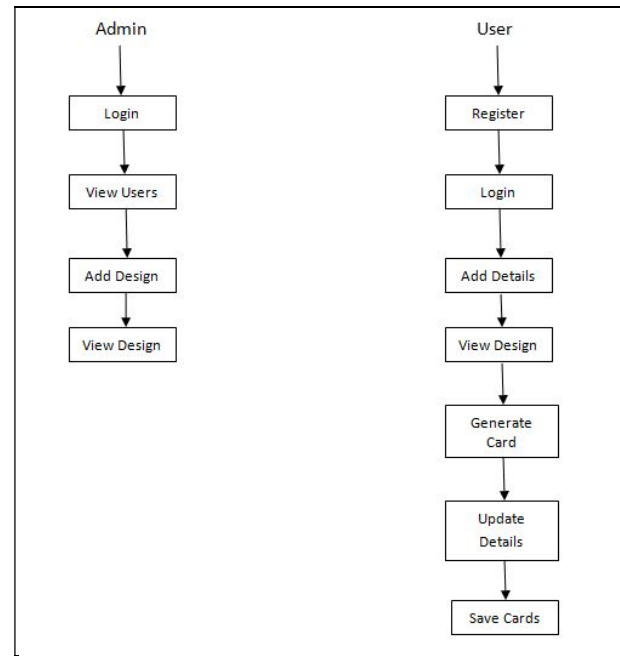 Admin
Login
View Users
Add Design
View Design
User
Register
Login
Add Details
View Design
Generate
Card
Update
Details
Save Cards